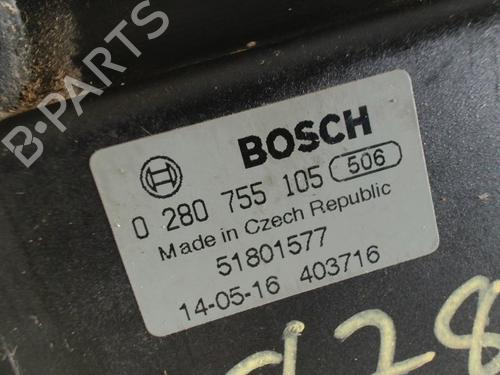 B-PARTS
BOSCH
0 280 755 105 506
Made in Czech Republic
51801577
14-05-16 403716